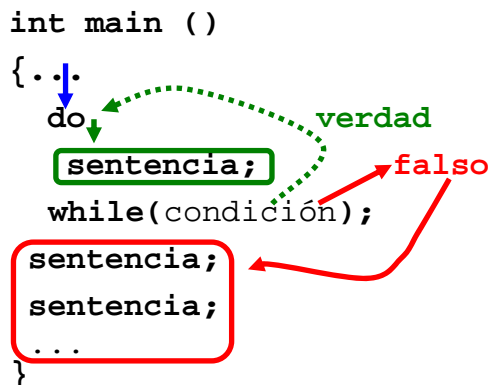 int main ()
{...
do
verdad
sentencia;
falso
while(condición);
sentencia;
sentencia;
...
}